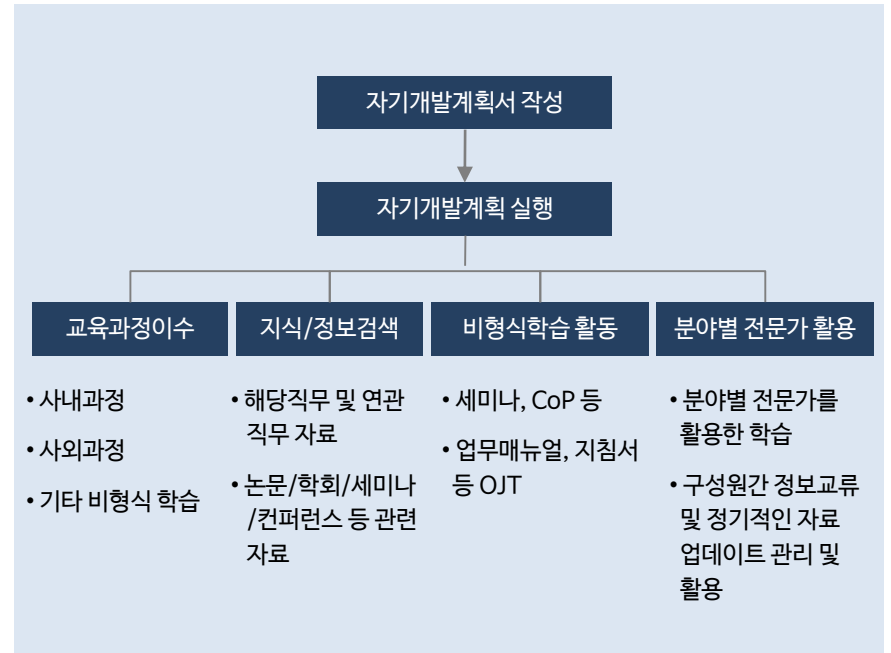 자기개발계획서 작성
자기개발계획 실행
교육과정이수
• 사내과정
• 사외과정
• 기타 비형식 학습
지식/정보검색
• 해당직무 및 연관
직무 자료
• 논문/학회/세미나
/컨퍼런스 등 관련
자료
비형식학습 활동
• 세미나, CoP 등
• 업무매뉴얼, 지침서
등 OJT
분야별 전문가 활용
• 분야별 전문가를
활용한 학습
• 구성원간 정보교류
및 정기적인 자료
업데이트 관리 및
활용